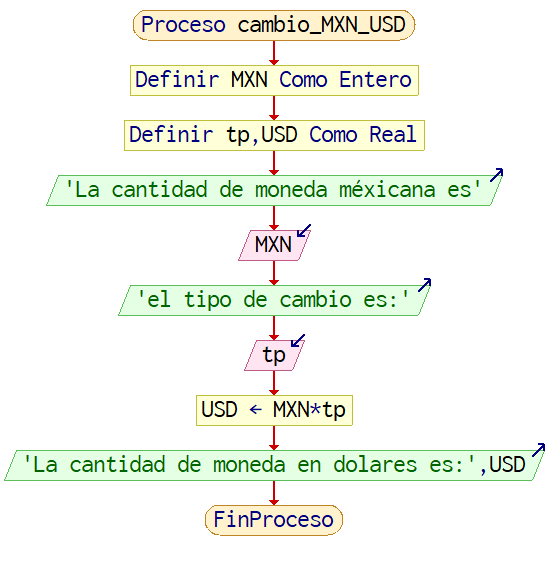 Proceso cambio_MXN_USD
Definir MXN Como Entero
Definir tp,USD Como Real
'La cantidad de moneda méxicana es'
MXN
'el tipo de cambio es:'
tp
USD ← MXN*tp
'La cantidad de moneda en dolares es:',USD
FinProceso